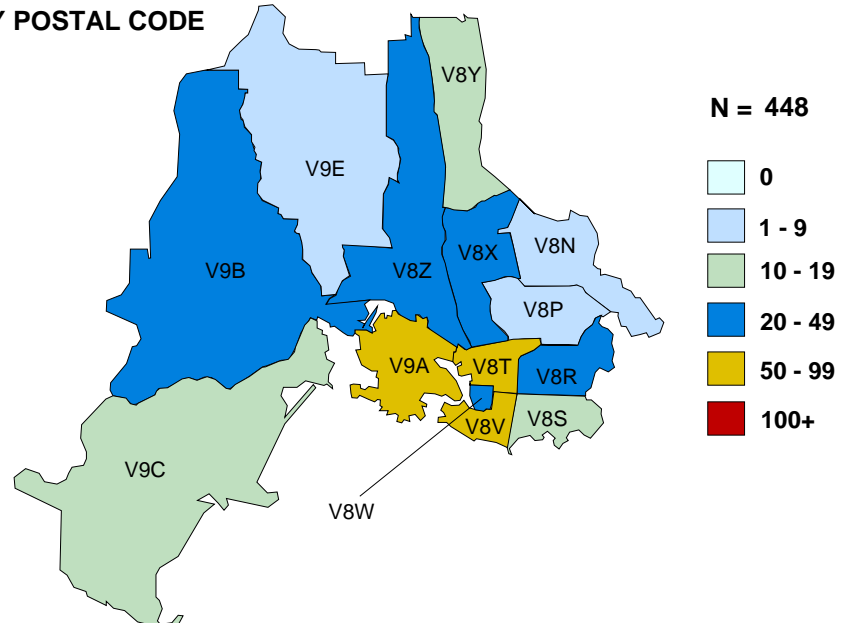 Y POSTAL CODE
V8Y
N = 448
V9E
0
1 - 9
V8N
V8X
V9B
V8Z
10 - 19
V8P
20 - 49
V9A
V8T
V8R
50 - 99
V8V
V8S
100+
V9C
V8W